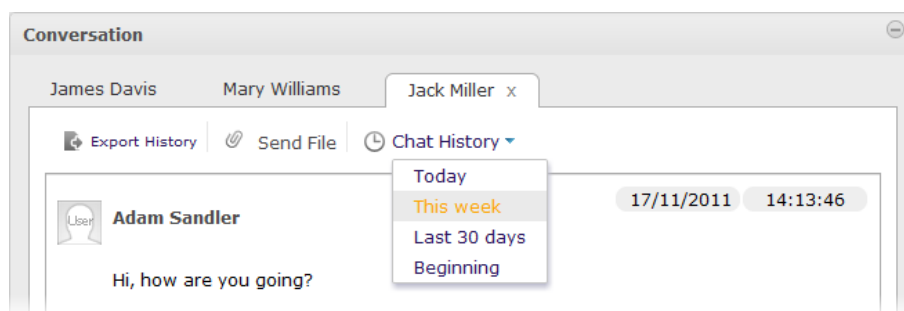 Conversation
James Davis Mary Williams Jack Miller x
Export History Send File Chat History
Today
This week
Last 30 days
Beginning
User Adam Sandler 17/11/2011 14:13:46
Hi, how are you going?